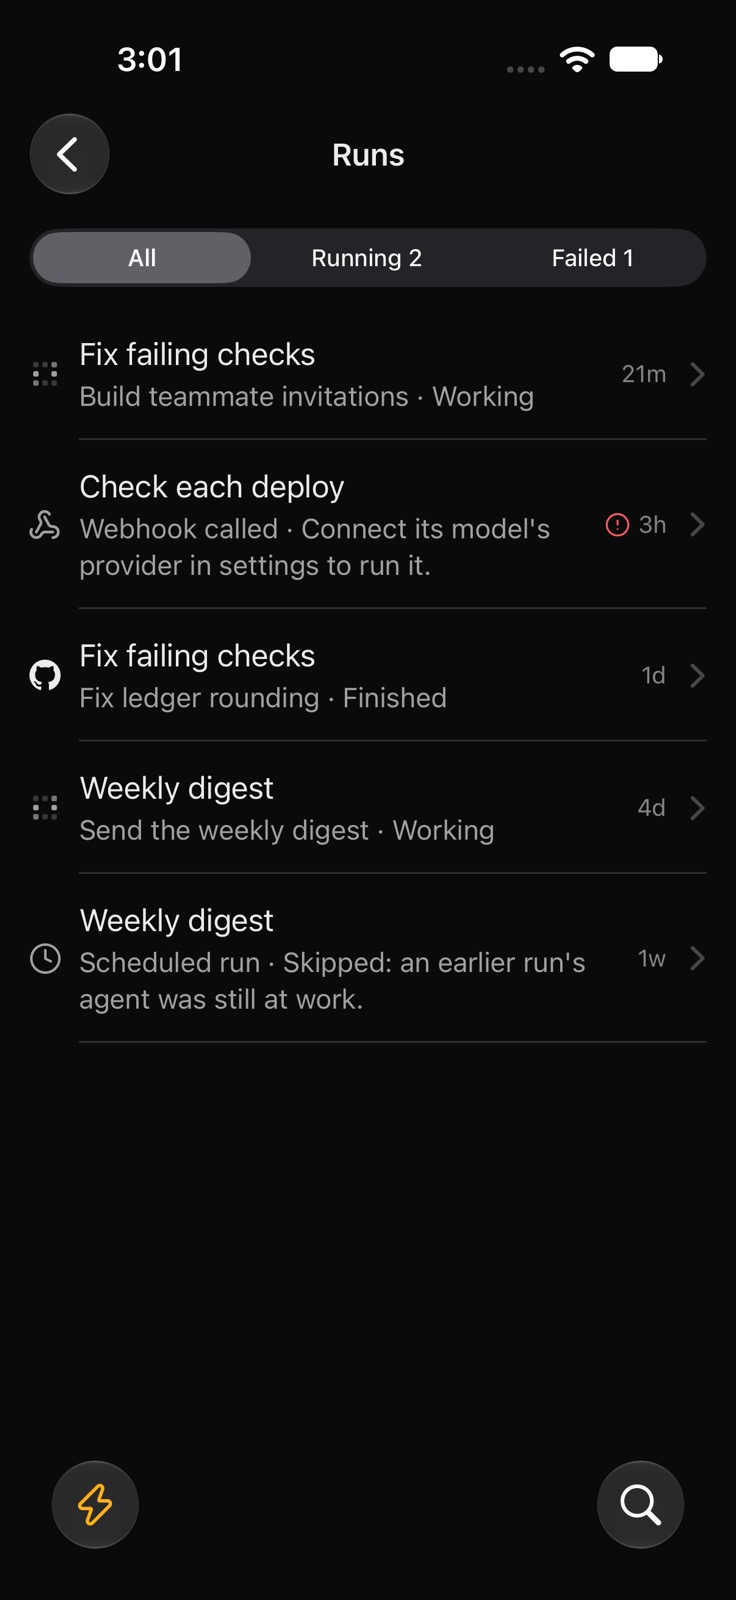 3:01
Runs
All
Running 2
Failed 1
Fix failing checks
Build teammate invitations · Working
21m
Check each deploy
Webhook called · Connect its model's
provider in settings to run it.
3h
Fix failing checks
Fix ledger rounding · Finished
1d
Weekly digest
Send the weekly digest · Working
4d
Weekly digest
Scheduled run · Skipped: an earlier run's
agent was still at work.
1w